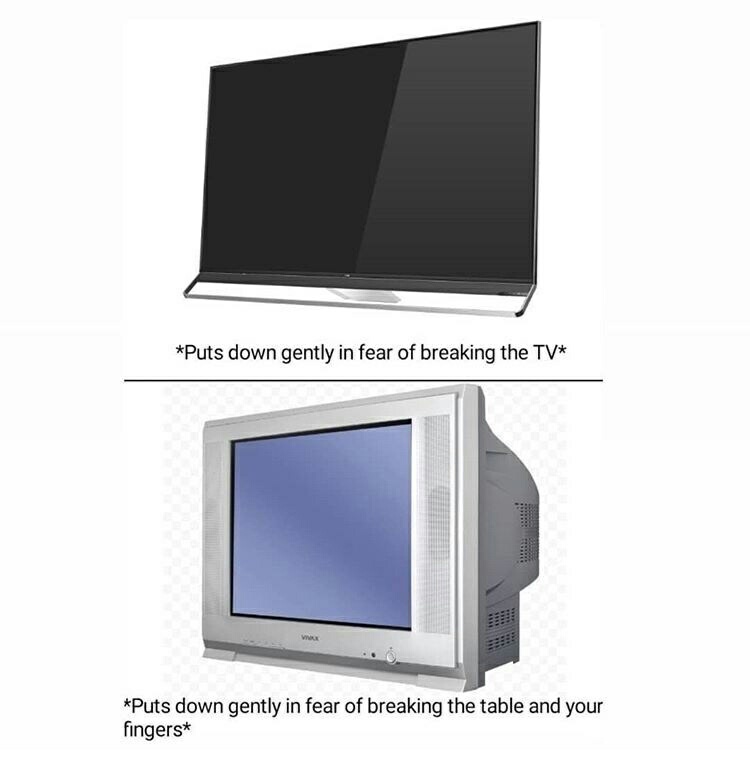 *Puts down gently in fear of breaking the TV*
VIVAX
*Puts down gently in fear of breaking the table and your
fingers*